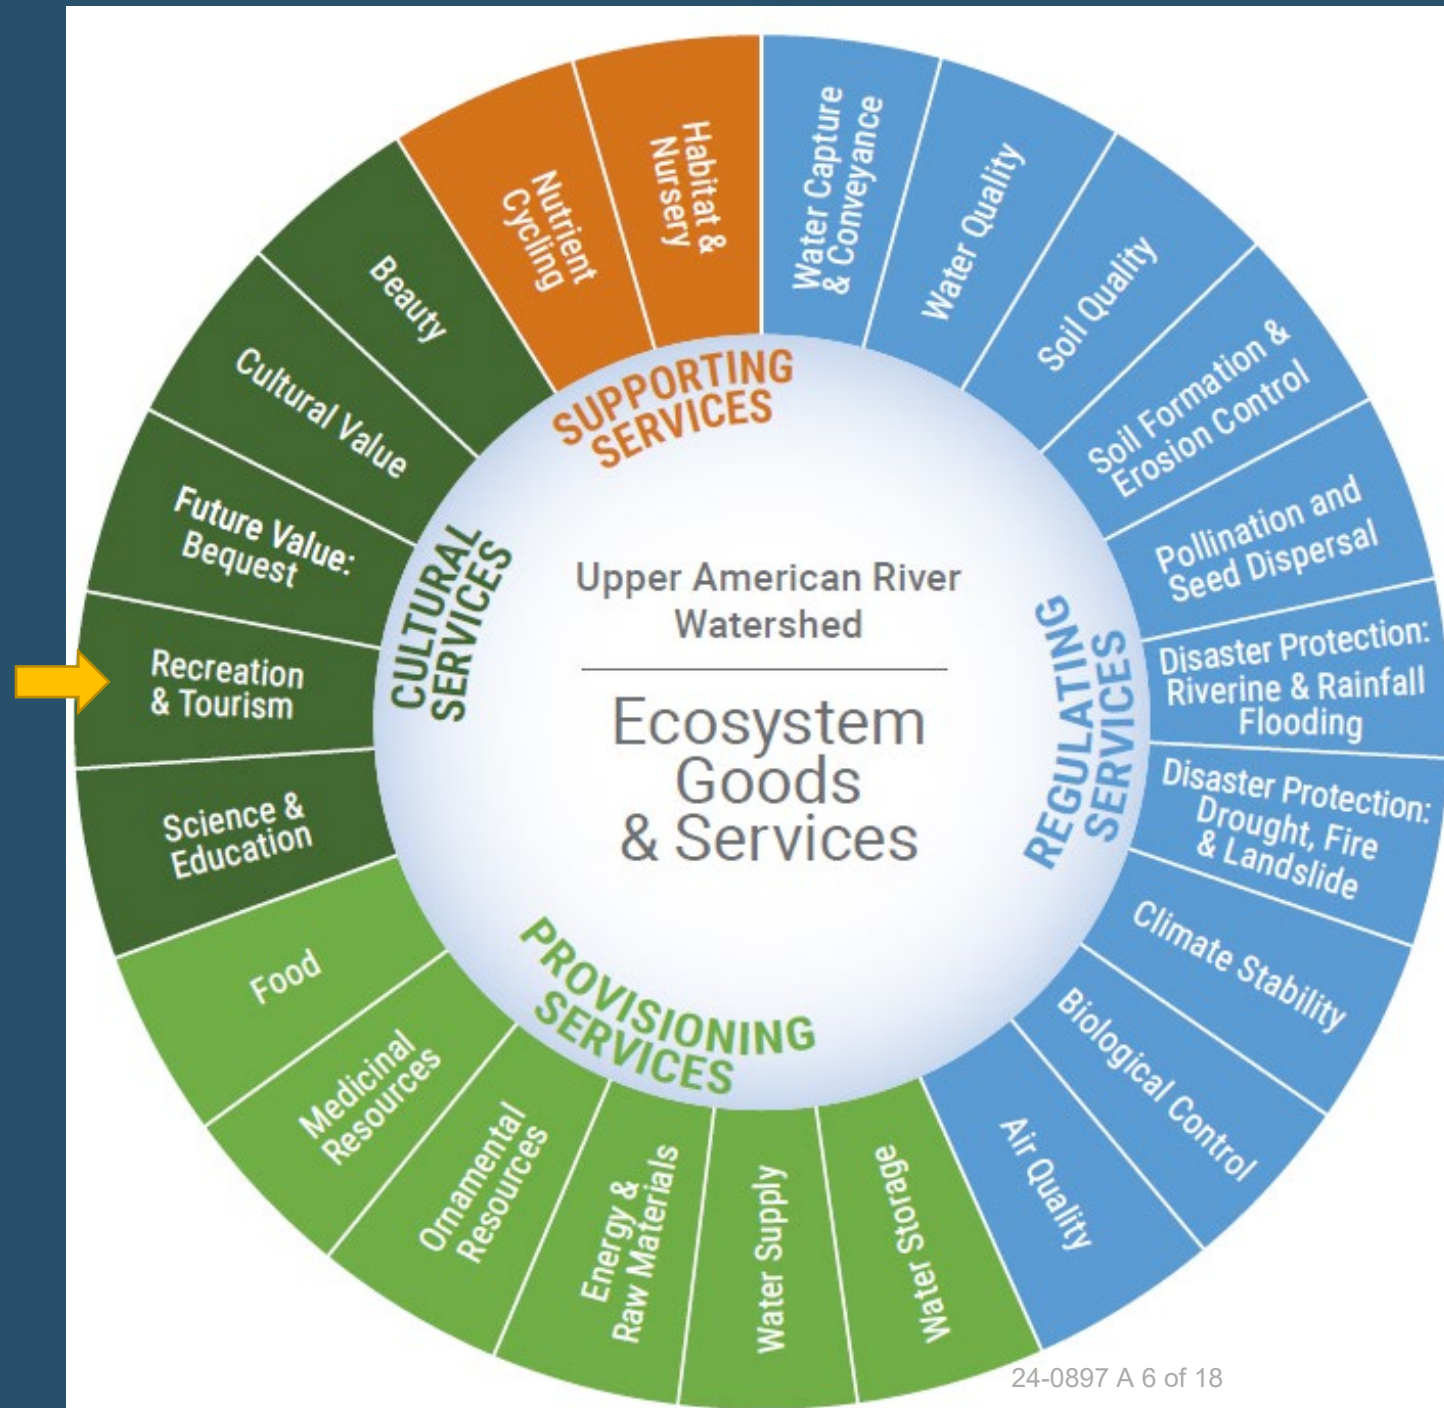 Habitat &
Nursery
Nutrient
Cycling
Beauty
Cultural Value
Future Value:
Bequest
Recreation
& Tourism
Science &
Education
Food
Medicinal
Resources
Ornamental
Resources
Energy &
Raw Materials
Water Supply
Water Storage
Air Quality
Biological Control
Climate Stability
Disaster Protection:
Drought, Fire
& Landslide
Disaster Protection:
Riverine & Rainfall
Flooding
Pollination and
Seed Dispersal
Soil Formation &
Erosion Control
Soil Quality
Water Quality
Water Capture
& Conveyance
SUPPORTING
SERVICES
CULTURAL
SERVICES
REGULATING
SERVICES
PROVISIONING
SERVICES
Upper American River
Watershed
Ecosystem
Goods
& Services
24-0897 A 6 of 18